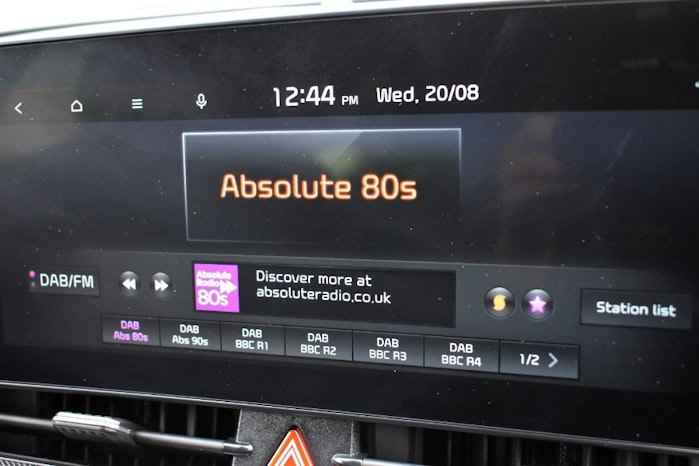 12:44 PM Wed, 20/08
Absolute 80s
DAB/FM
Absolute
Radio
80s
Discover more at
absoluteradio.co.uk
Station list
DAB
Abs 80s
DAB
Abs 90s
DAB
BBC R1
DAB
BBC R2
DAB
BBC R3
DAB
BBC R4
1/2